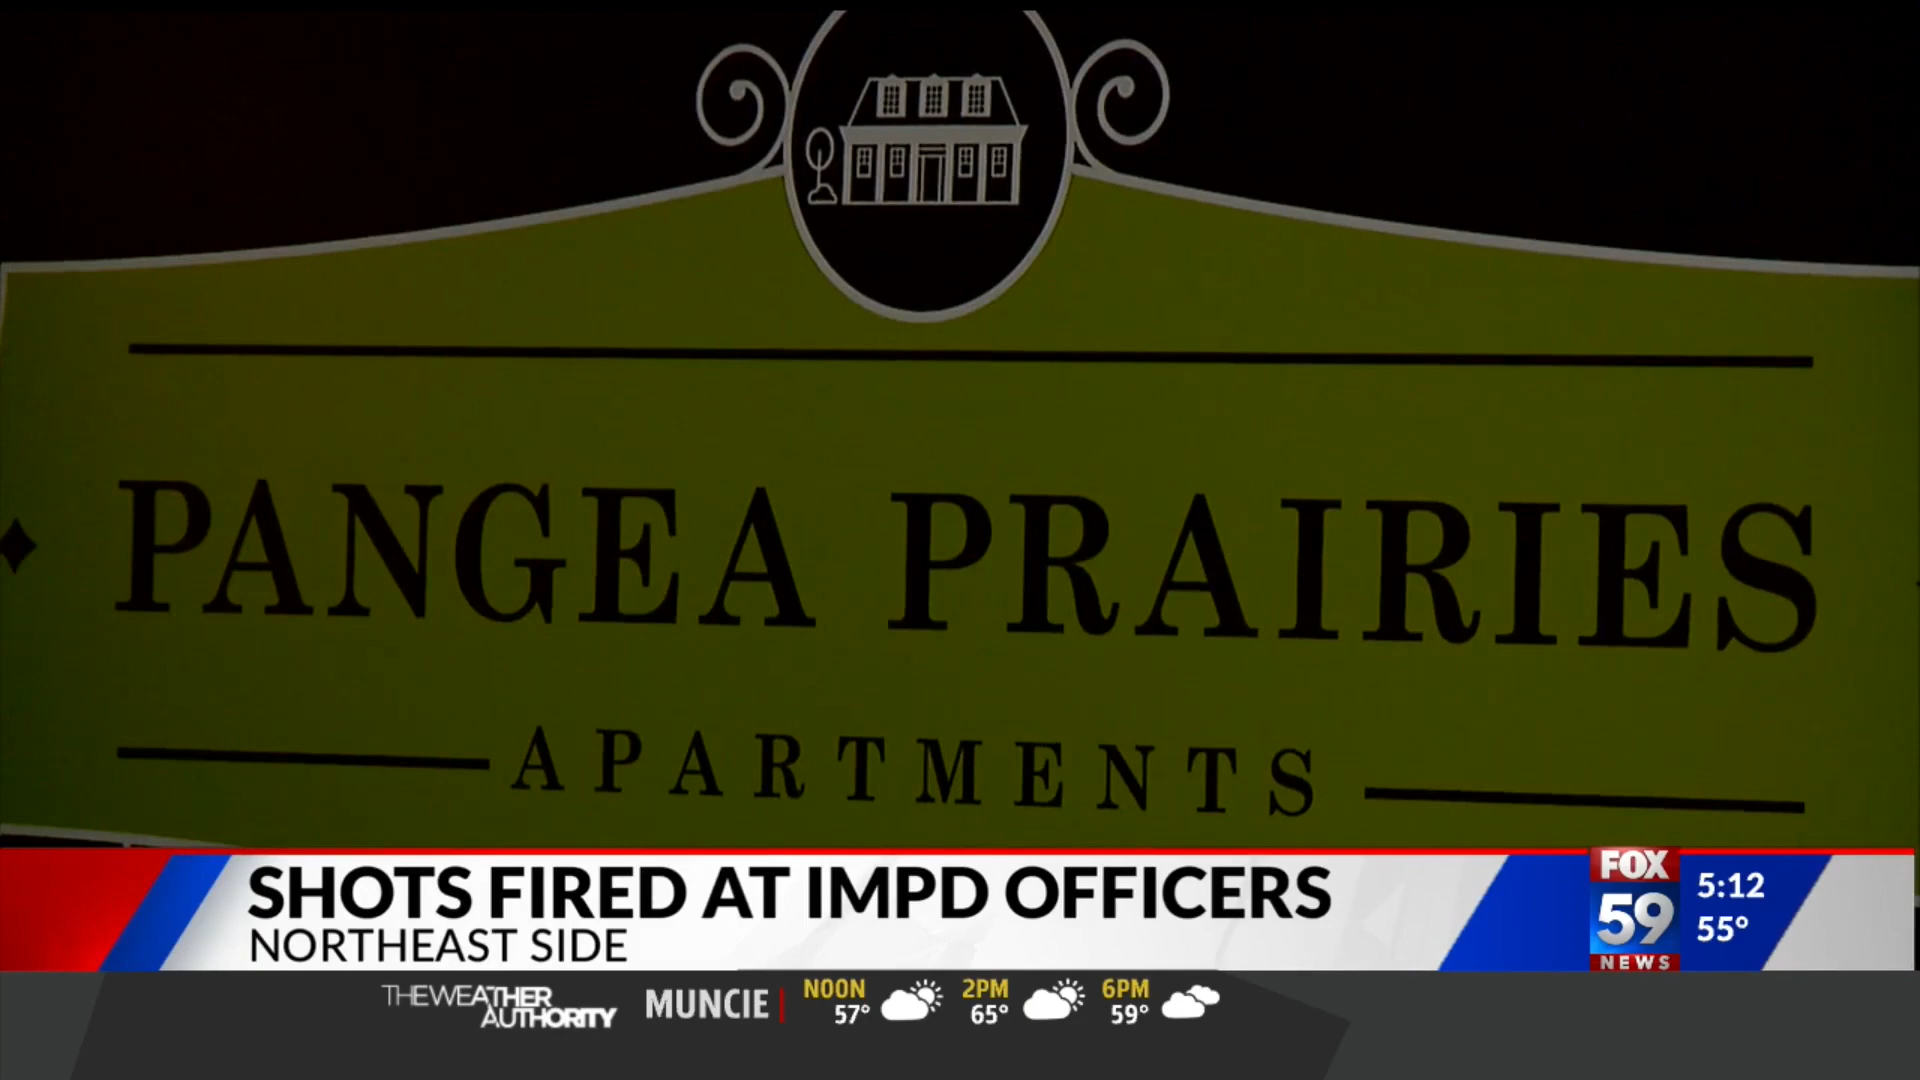 PANGEA PRAIRIES
APARTMENTS
SHOTS FIRED AT IMPD OFFICERS
NORTHEAST SIDE
FOX
59
NEWS
5:12
55°
THE WEATHER
AUTHORITY
MUNCIE
NOON
57°
2PM
65°
6PM
59°